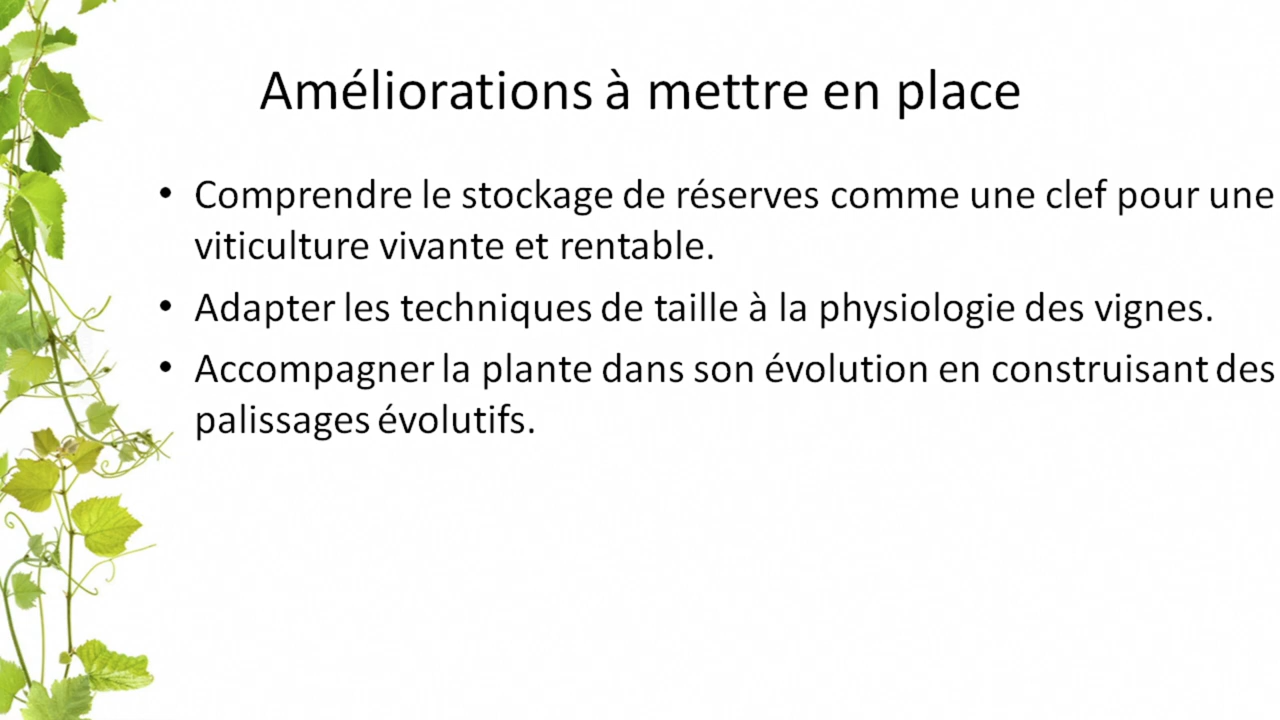 Améliorations à mettre en place
• Comprendre le stockage de réserves comme une clef pour une
viticulture vivante et rentable.
• Adapter les techniques de taille à la physiologie des vignes.
• Accompagner la plante dans son évolution en construisant des
palissages évolutifs.